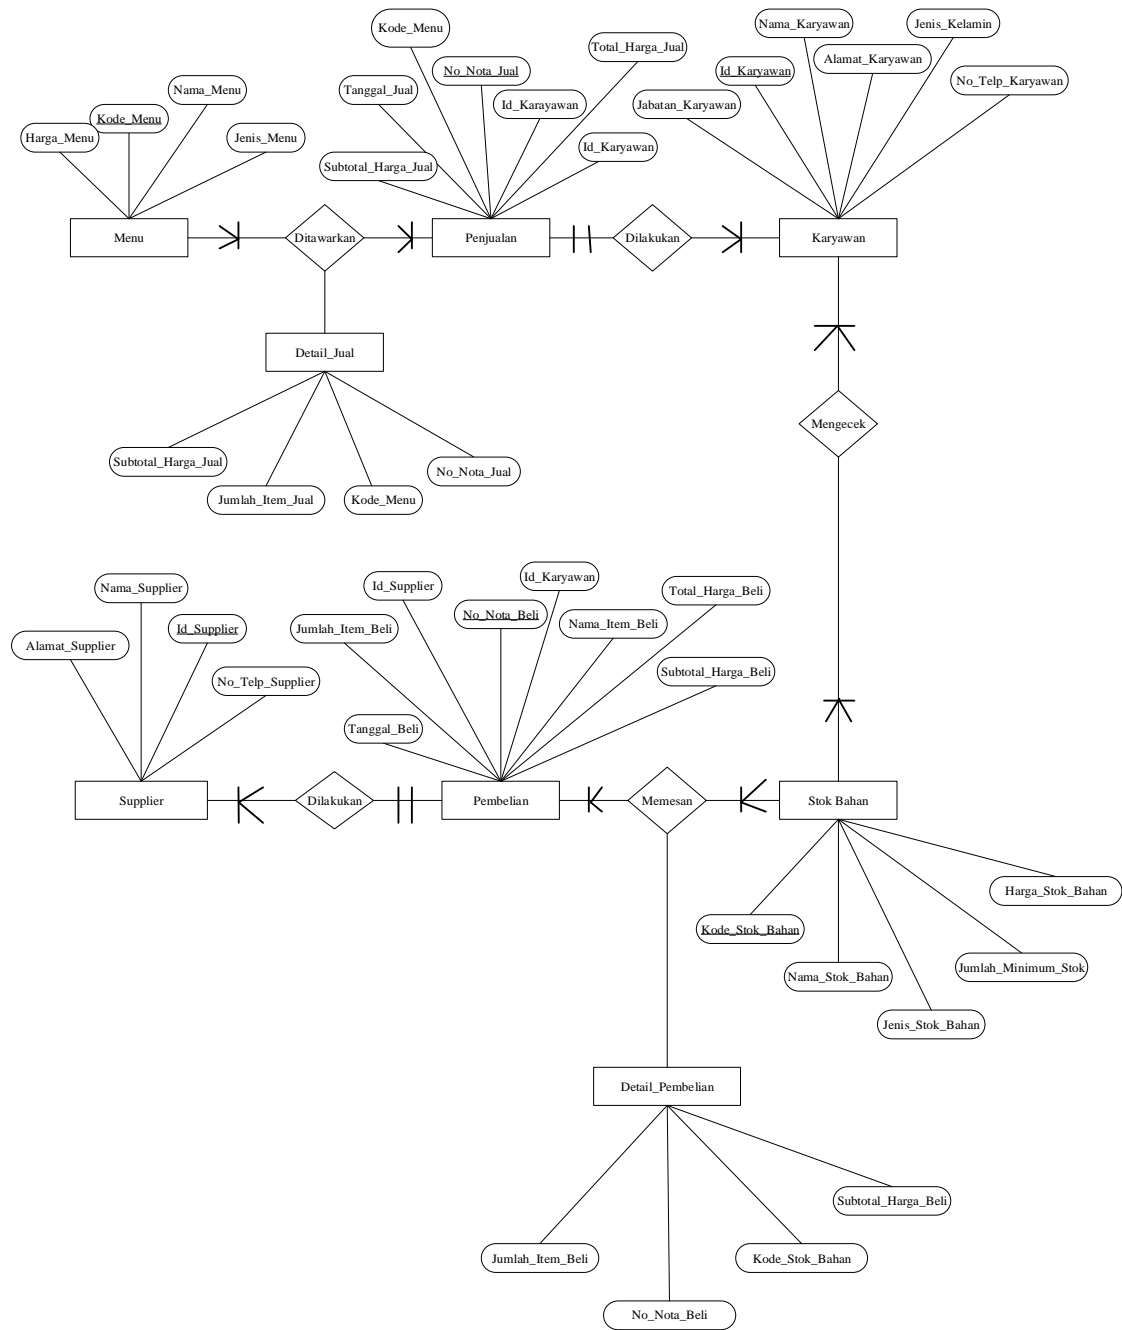 Kode_Menu
Nama_Karyawan
Jenis_Kelamin
Total_Harga_Jual
Alamat_Karyawan
No_Nota_Jual
Id_Karyawan
No_Telp_Karyawan
Nama_Menu
Tanggal_Jual
Id_Karayawan
Jabatan_Karyawan
Kode_Menu
Harga_Menu
Jenis_Menu
Id_Karyawan
Subtotal_Harga_Jual
Menu
Ditawarkan
Penjualan
Dilakukan
Karyawan
Detail_Jual
Mengecek
Subtotal_Harga_Jual
No_Nota_Jual
Jumlah_Item_Jual
Kode_Menu
Id_Karyawan
Nama_Supplier
Id_Supplier
Total_Harga_Beli
No_Nota_Beli
Id_Supplier
Jumlah_Item_Beli
Nama_Item_Beli
Alamat_Supplier
Subtotal_Harga_Beli
No_Telp_Supplier
Tanggal_Beli
Supplier
Dilakukan
Pembelian
Memesan
Stok Bahan
Harga_Stok_Bahan
Kode_Stok_Bahan
Jumlah_Minimum_Stok
Nama_Stok_Bahan
Jenis_Stok_Bahan
Detail_Pembelian
Subtotal_Harga_Beli
Jumlah_Item_Beli
Kode_Stok_Bahan
No_Nota_Beli